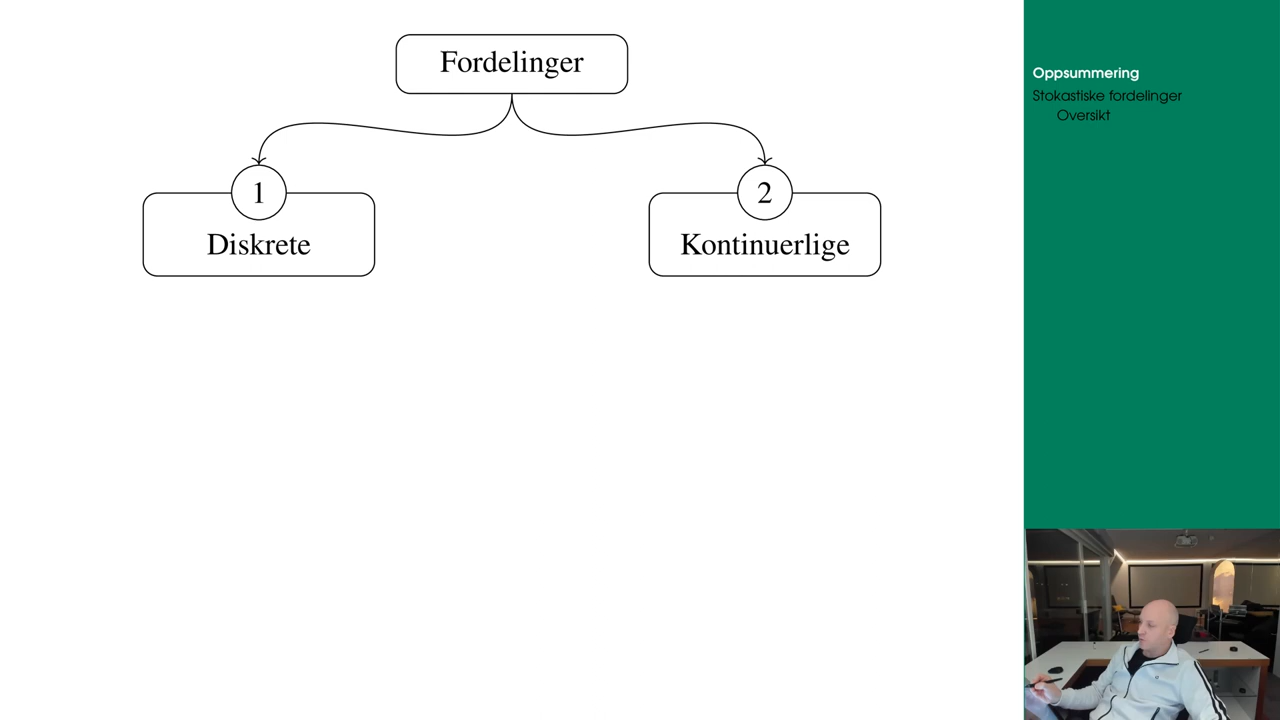 Fordelinger
1
Diskrete
2
Kontinuerlige
Oppsummering
Stokastiske fordelinger
Oversikt